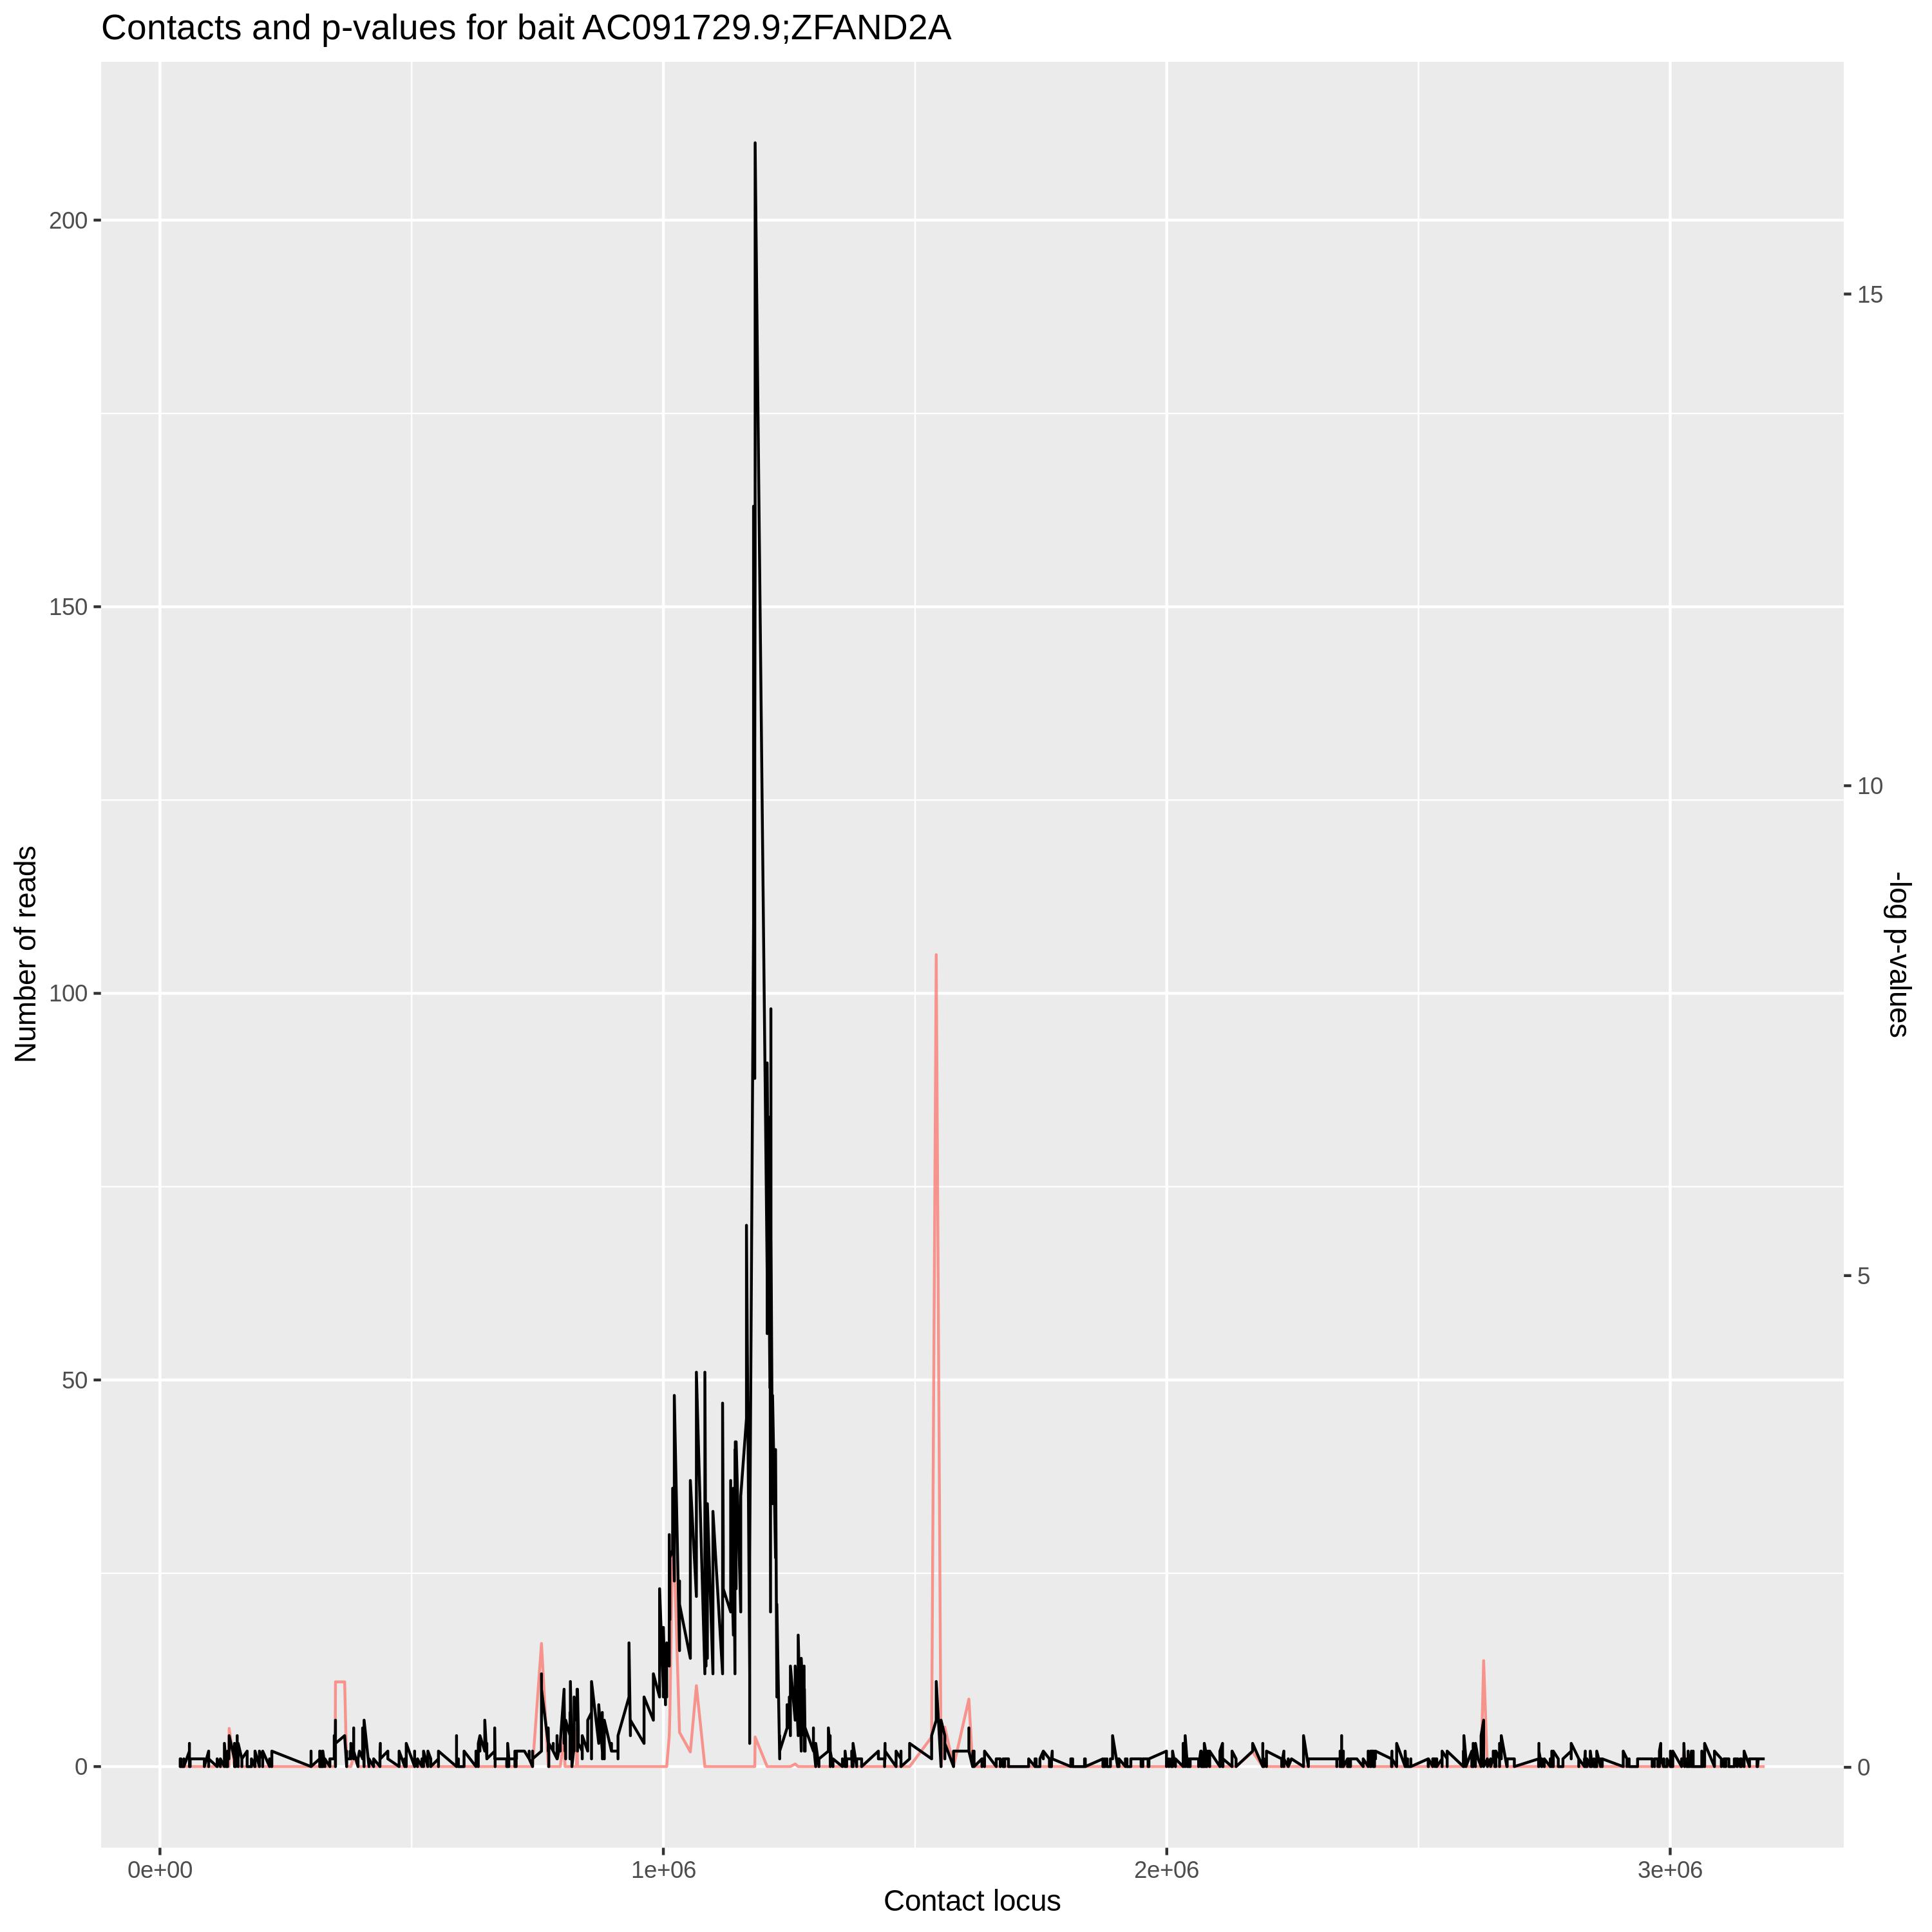 Contacts and p-values for bait AC091729.9;ZFAND2A
200
150
100
50
0
Number of reads
15
10
5
0
-log p-values
0e+00 1e+06 2e+06 3e+06
Contact locus